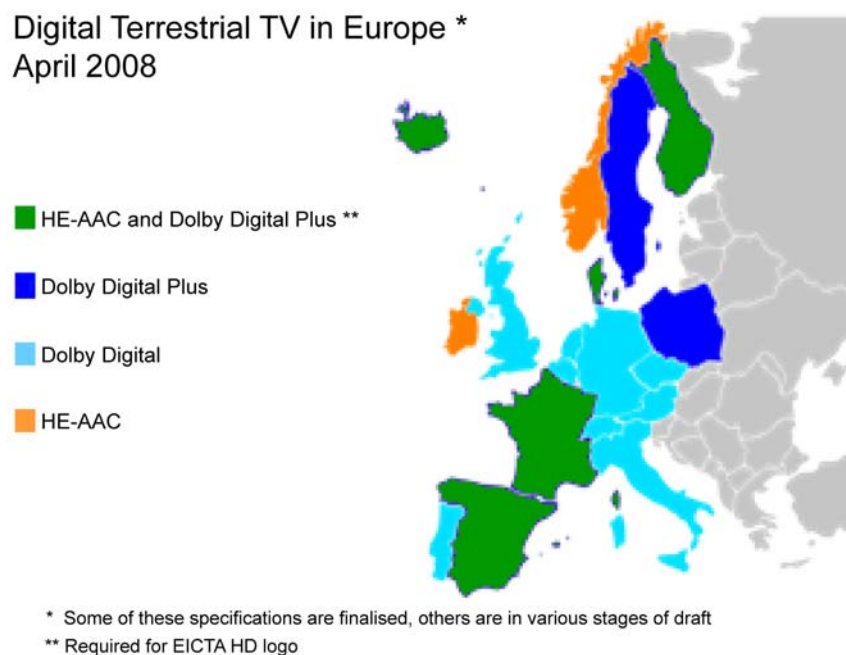 Digital Terrestrial TV in Europe *
April 2008
HE-AAC and Dolby Digital Plus **
Dolby Digital Plus
Dolby Digital
HE-AAC
* Some of these specifications are finalised, others are in various stages of draft
** Required for EICTA HD logo